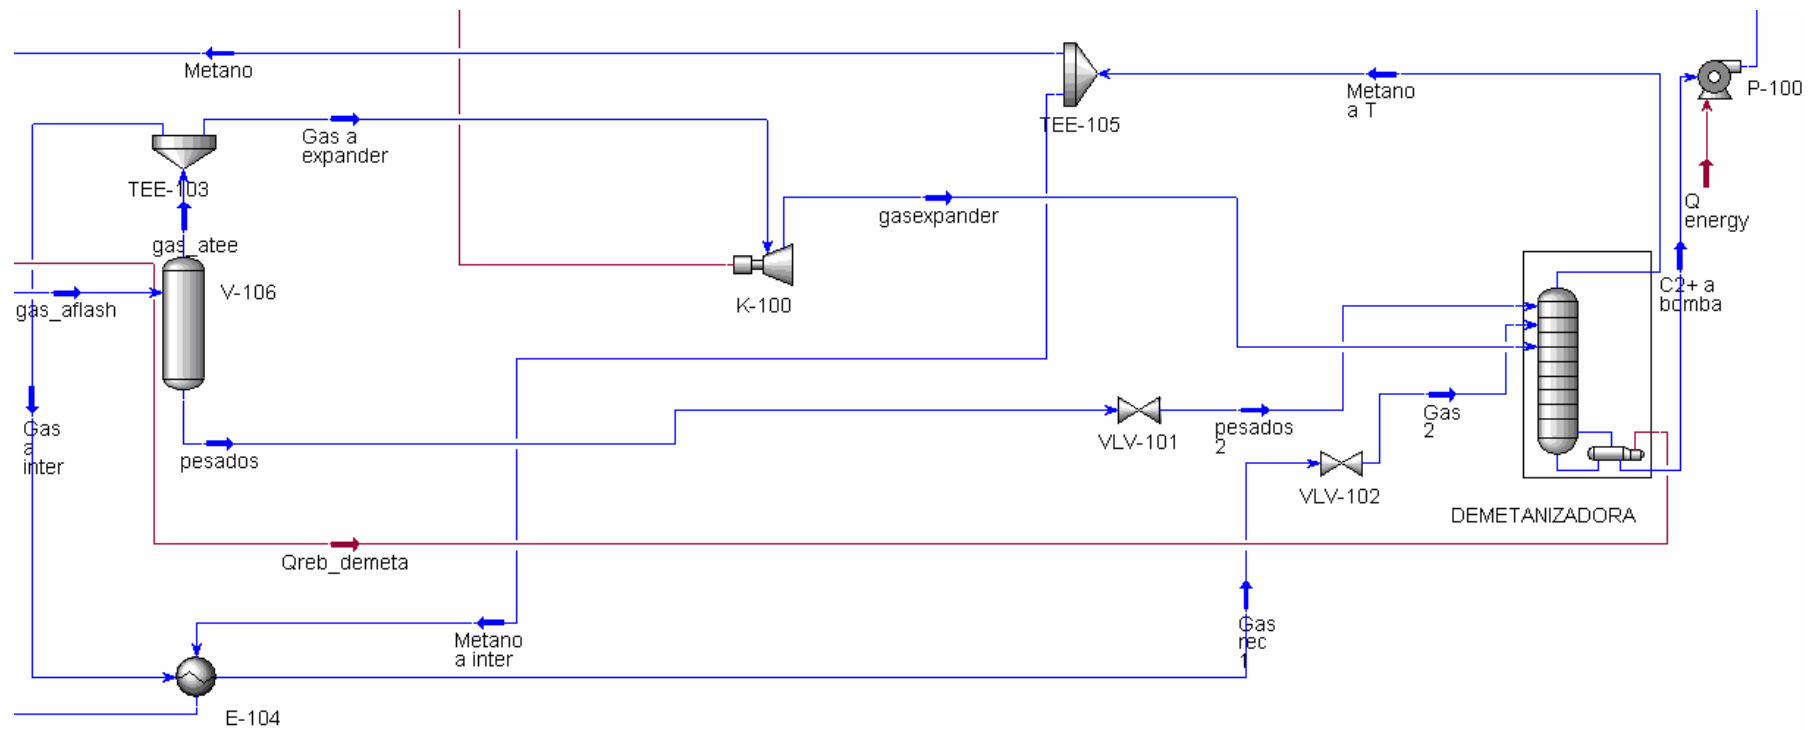 Metano
Gas a
expander
TEE-103
gas_atee
V-106
gas_aflash
Gas
a
inter
pesados
Qreb_demeta
E-104
Metano
a inter
K-100
gasexpander
TEE-105
Metano
a T
P-100
Q
energy
C2+ a
bomba
VLV-101
pesados
2
Gas
2
VLV-102
DEMETANIZADORA
Gas
rec
1